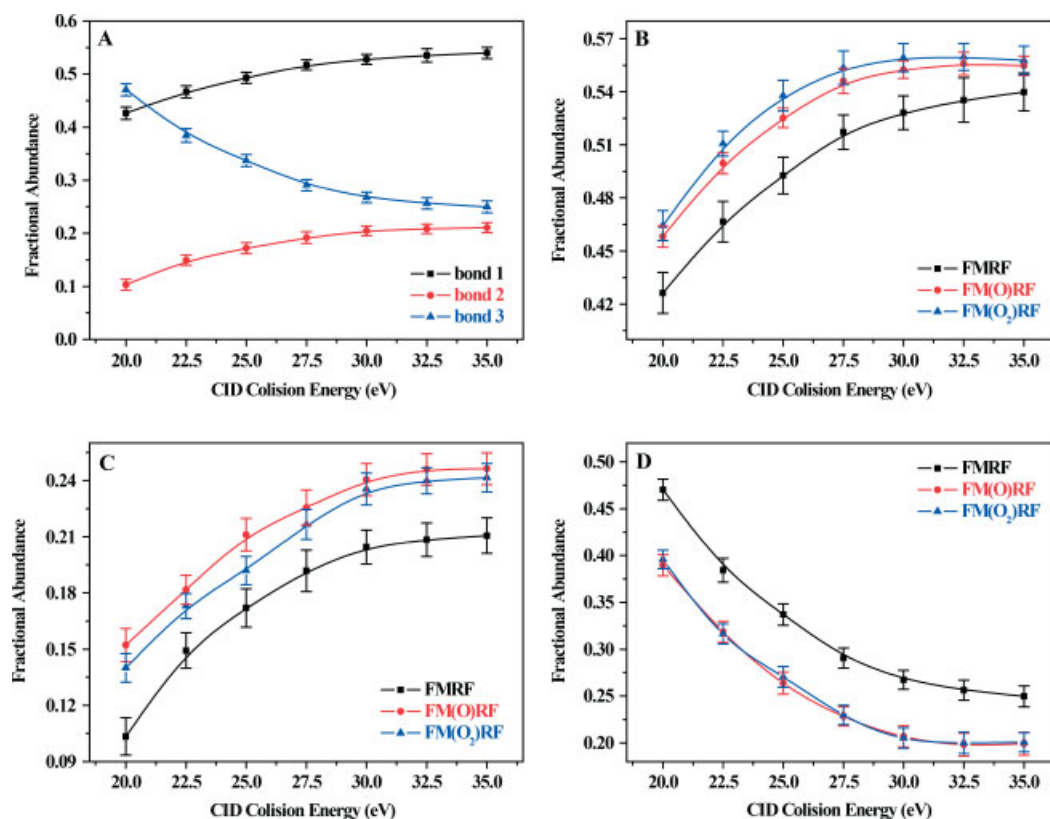 A
Fractional Abundance
0.6
0.5
0.4
0.3
0.2
0.1
0.0
bond 1
bond 2
bond 3
20.0 22.5 25.0 27.5 30.0 32.5 35.0
CID Colision Energy (eV)
B
Fractional Abundance
0.57
0.54
0.51
0.48
0.45
0.42
FMRF
FM(O)RF
FM(O₂)RF
20.0 22.5 25.0 27.5 30.0 32.5 35.0
CID Colision Energy (eV)
C
Fractional Abundance
0.24
0.21
0.18
0.15
0.12
0.09
FMRF
FM(O)RF
FM(O₂)RF
20.0 22.5 25.0 27.5 30.0 32.5 35.0
CID Colision Energy (eV)
D
Fractional Abundance
0.50
0.45
0.40
0.35
0.30
0.25
0.20
FMRF
FM(O)RF
FM(O₂)RF
20.0 22.5 25.0 27.5 30.0 32.5 35.0
CID Colision Energy (eV)